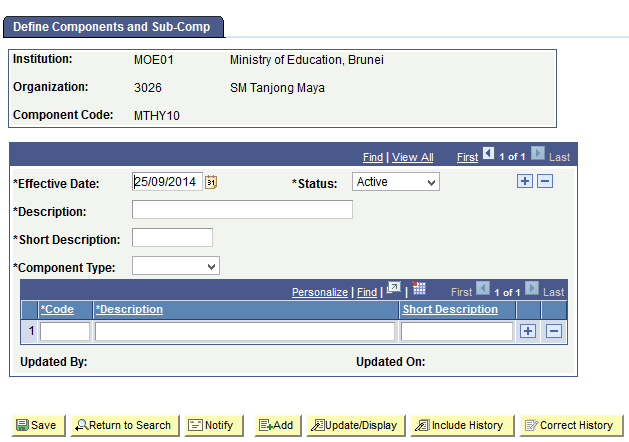 Define Components and Sub-Comp
Institution: MOE01 Ministry of Education, Brunei
Organization: 3026 SM Tanjong Maya
Component Code: MTHY10
Find | View All First 1 of 1 Last
*Effective Date: 25/09/2014 31 *Status: Active
*Description:
*Short Description:
*Component Type:
Personalize | Find | | First 1 of 1 Last
*Code *Description Short Description
1
Updated By: Updated On:
Save Return to Search Notify Add Update/Display Include History Correct History